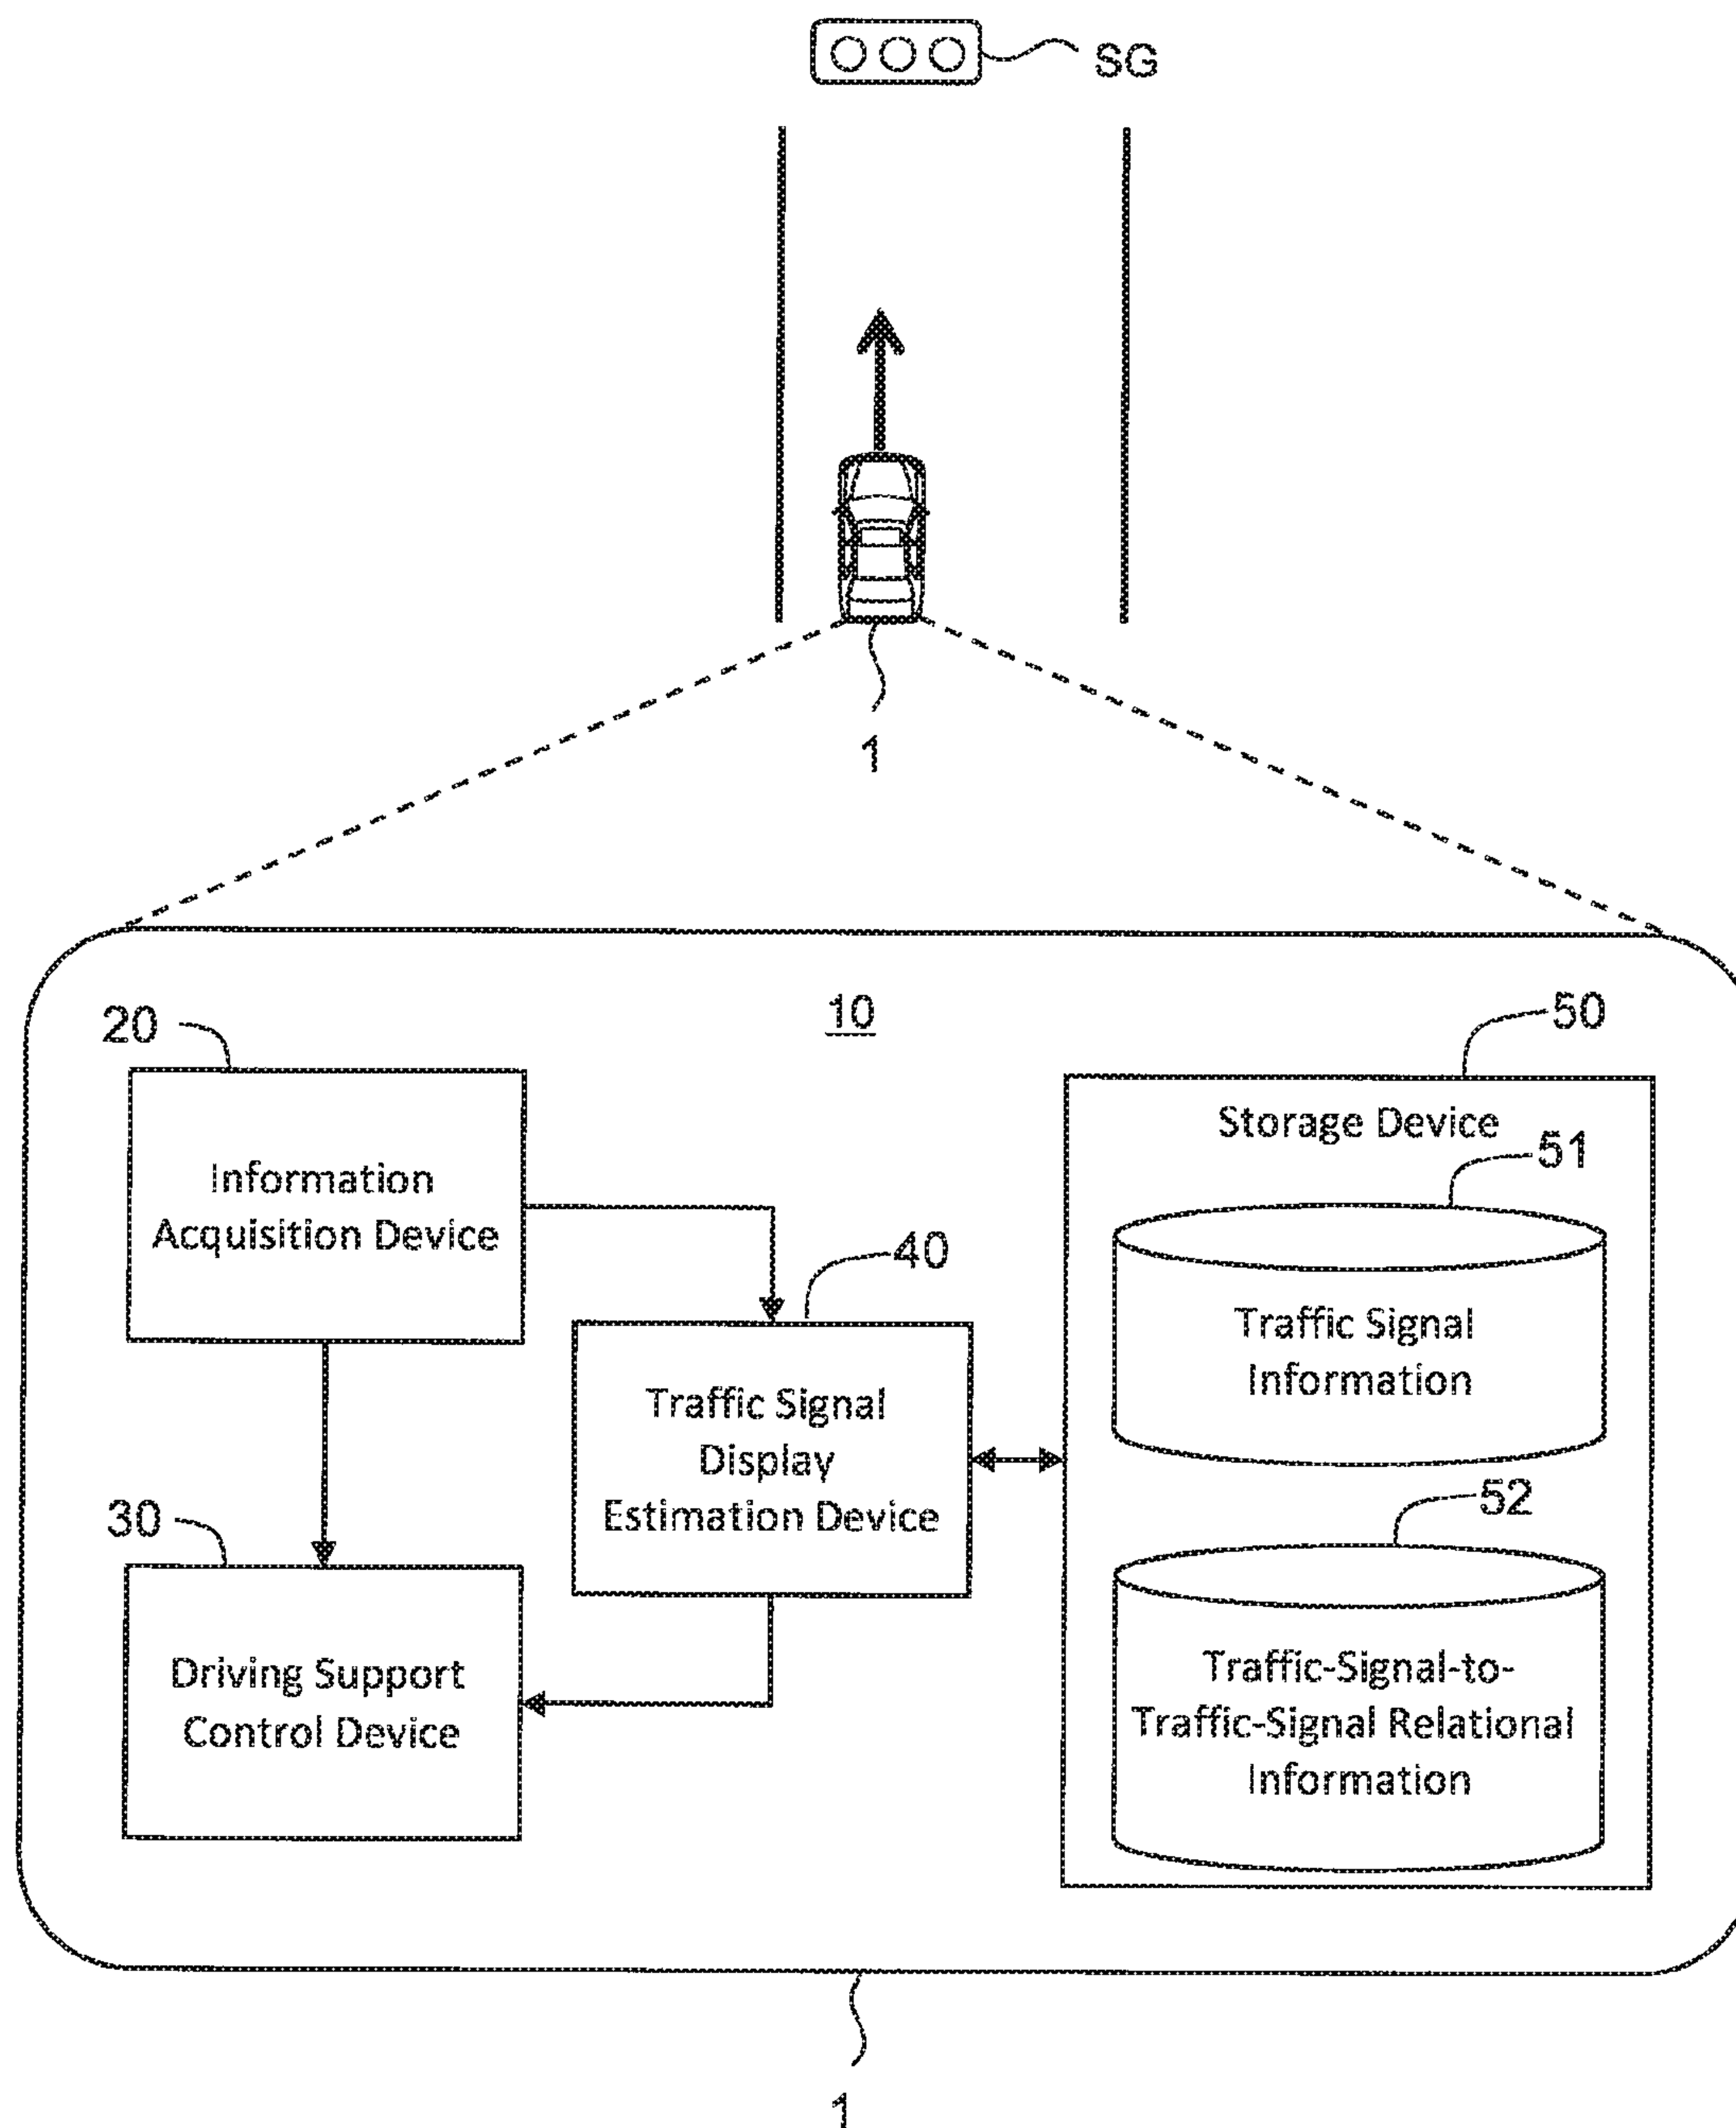 SG
1
10
20
50
Storage Device
51
Information
Acquisition Device
40
Traffic Signal
Information
Traffic Signal
Display
Estimation Device
52
30
Driving Support
Control Device
Traffic-Signal-to-
Traffic-Signal Relational
Information
1